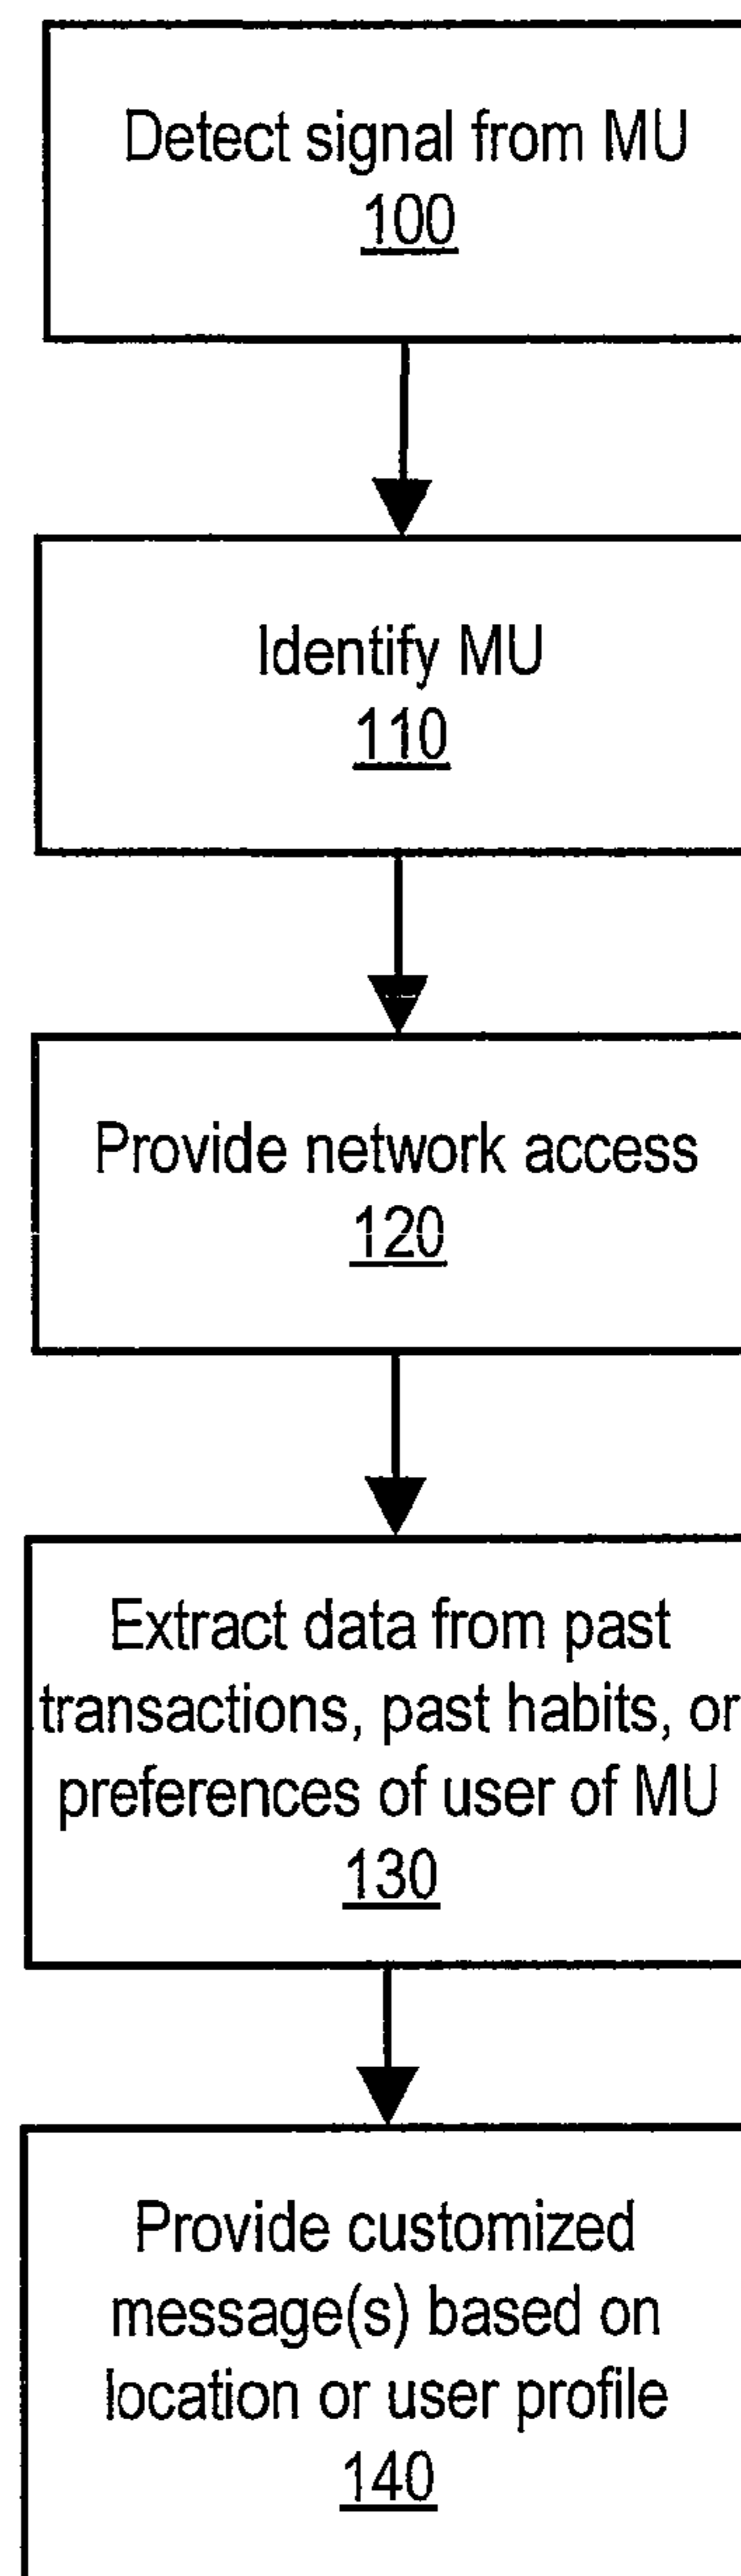 Detect signal from MU
100
Identify MU
110
Provide network access
120
Extract data from past
transactions, past habits, or
preferences of user of MU
130
Provide customized
message(s) based on
location or user profile
140